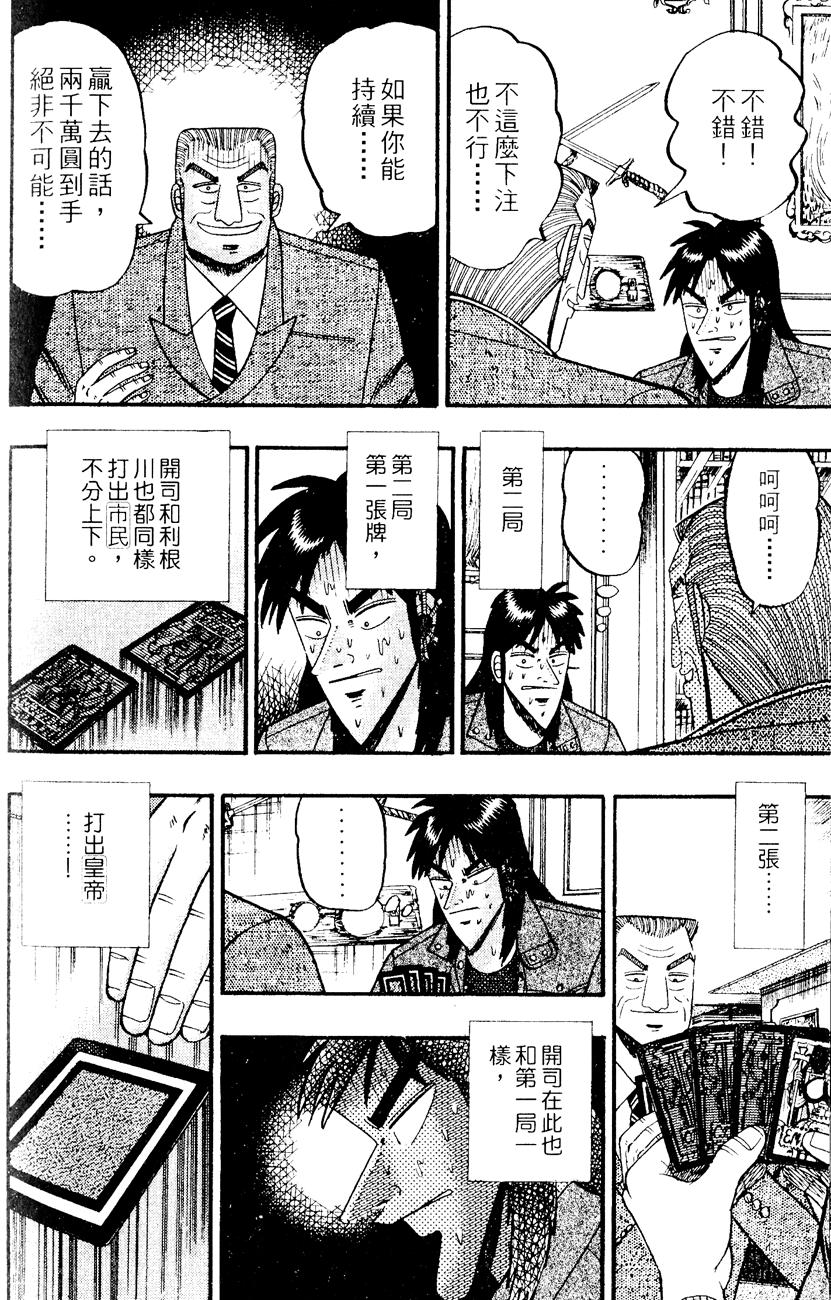 不錯！
不錯！
不這麼下注
也不行……
如果你能
持續……
贏下去的話，
兩千萬圓到手
絕非不可能……
呵呵呵……
………
第二局
第二局
第一張牌，
開司和利根
川也都同樣
打出市民，
不分上下。
第二張……
………
開司在此也
和第一局一
樣，
打出皇帝
……！